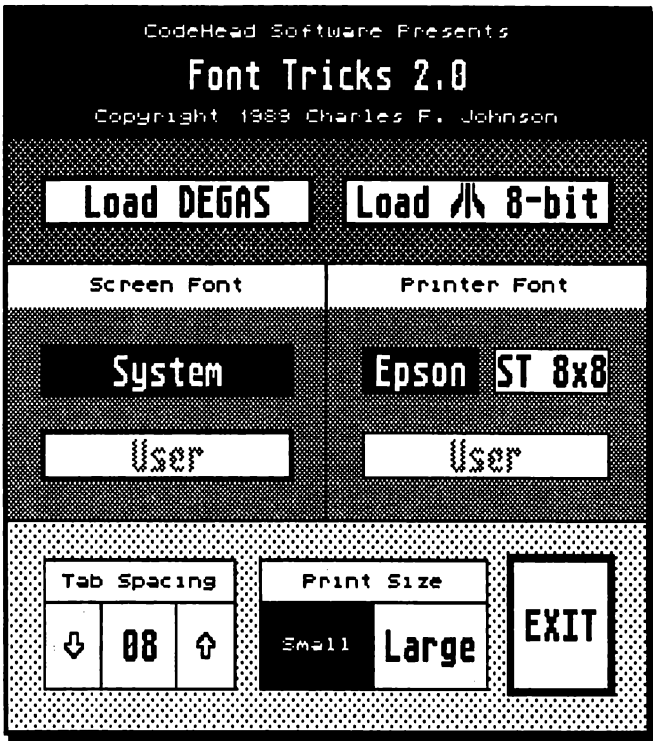 CodeHead Software Presents
Font Tricks 2.0
Copyright 1989 Charles F. Johnson
Load DEGAS
Load 8-bit
Screen Font
Printer Font
System
Epson ST 8x8
User
User
Tab Spacing
Print Size
08
Small Large
EXIT